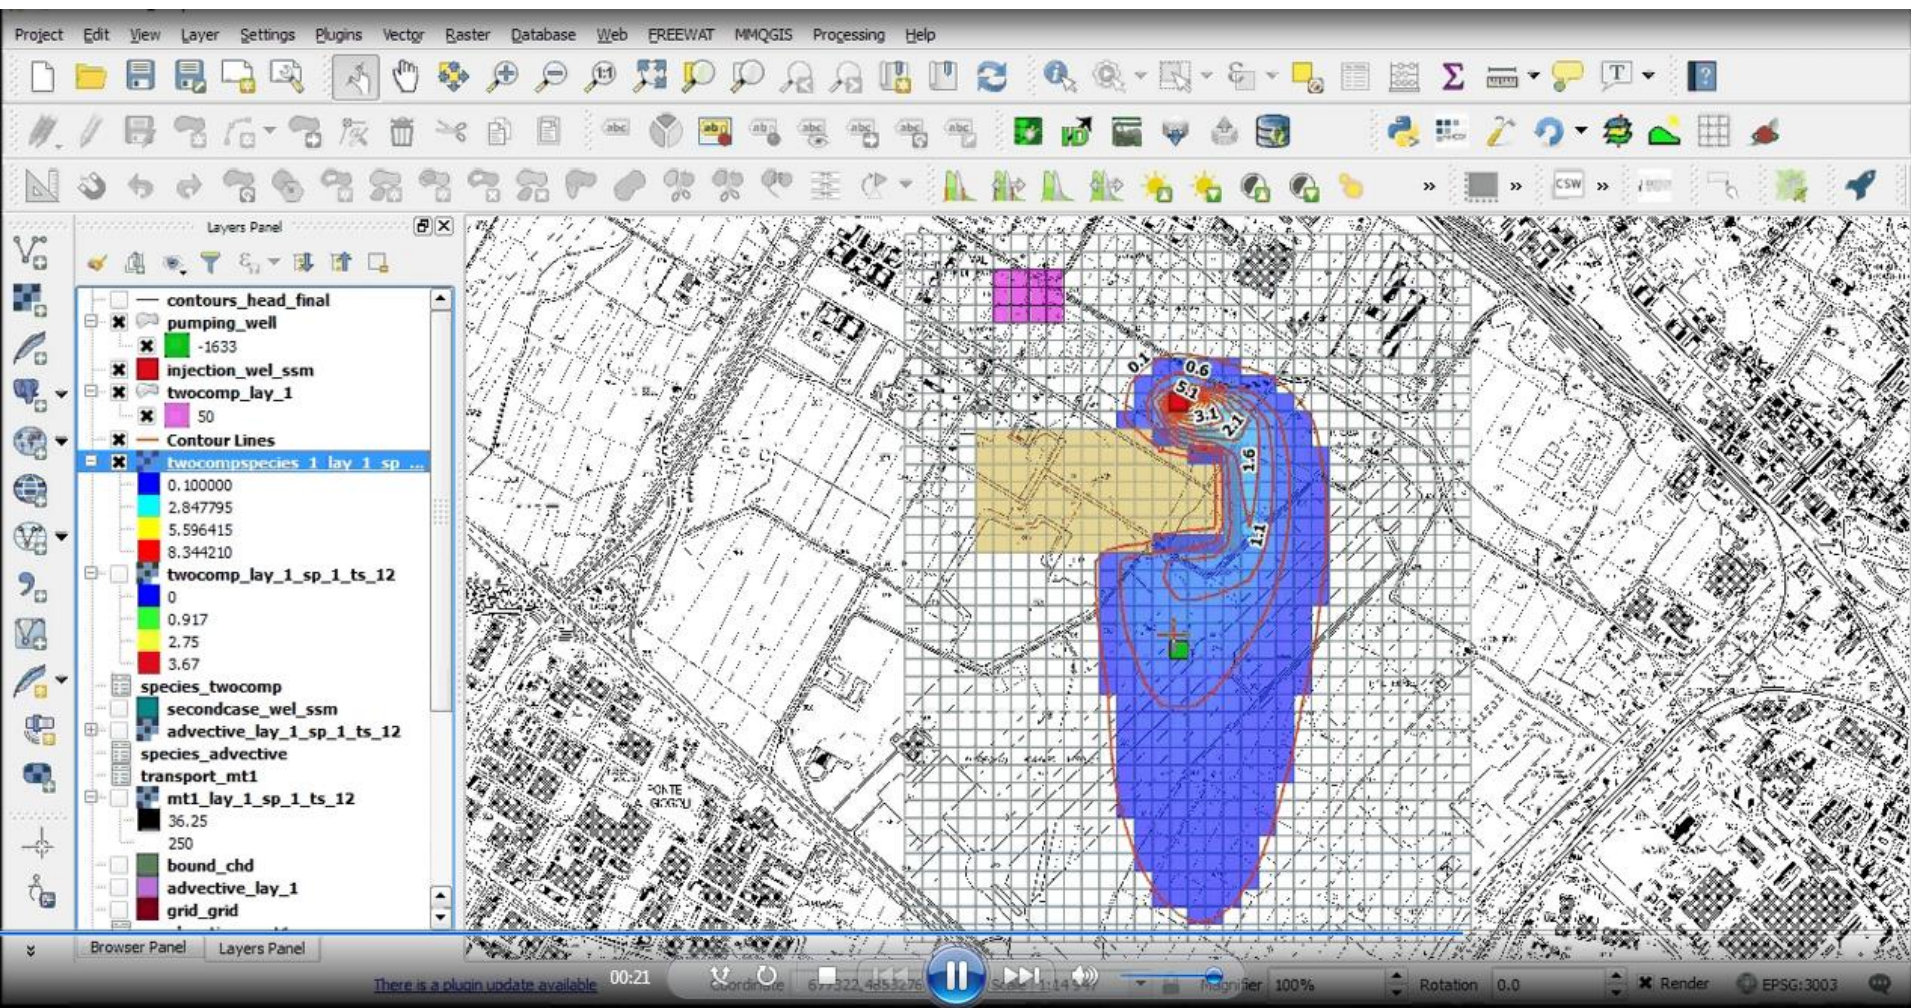 Project Edit View Layer Settings Plugins Vector Raster Database Web FREEWAT MMQGIS Processing Help
CSW
Layers Panel
contours_head_final
pumping_well
-1633
injection_wel_ssm
twocomp_lay_1
50
Contour Lines
twocompspecies_1_lay_1_sp_...
0.100000
2.847795
5.596415
8.344210
twocomp_lay_1_sp_1_ts_12
0
0.917
2.75
3.67
species_twocomp
secondcase_wel_ssm
advective_lay_1_sp_1_ts_12
species_advective
transport_mt1
mt1_lay_1_sp_1_ts_12
36.25
250
bound_chd
advective_lay_1
grid_grid
0.1
0.6
5.1
3.1
2.1
1.6
1.1
Browser Panel Layers Panel
There is a plugin update available
00:21
Coordinate
Magnifier 100%
Rotation 0.0
Render
EPSG:3003